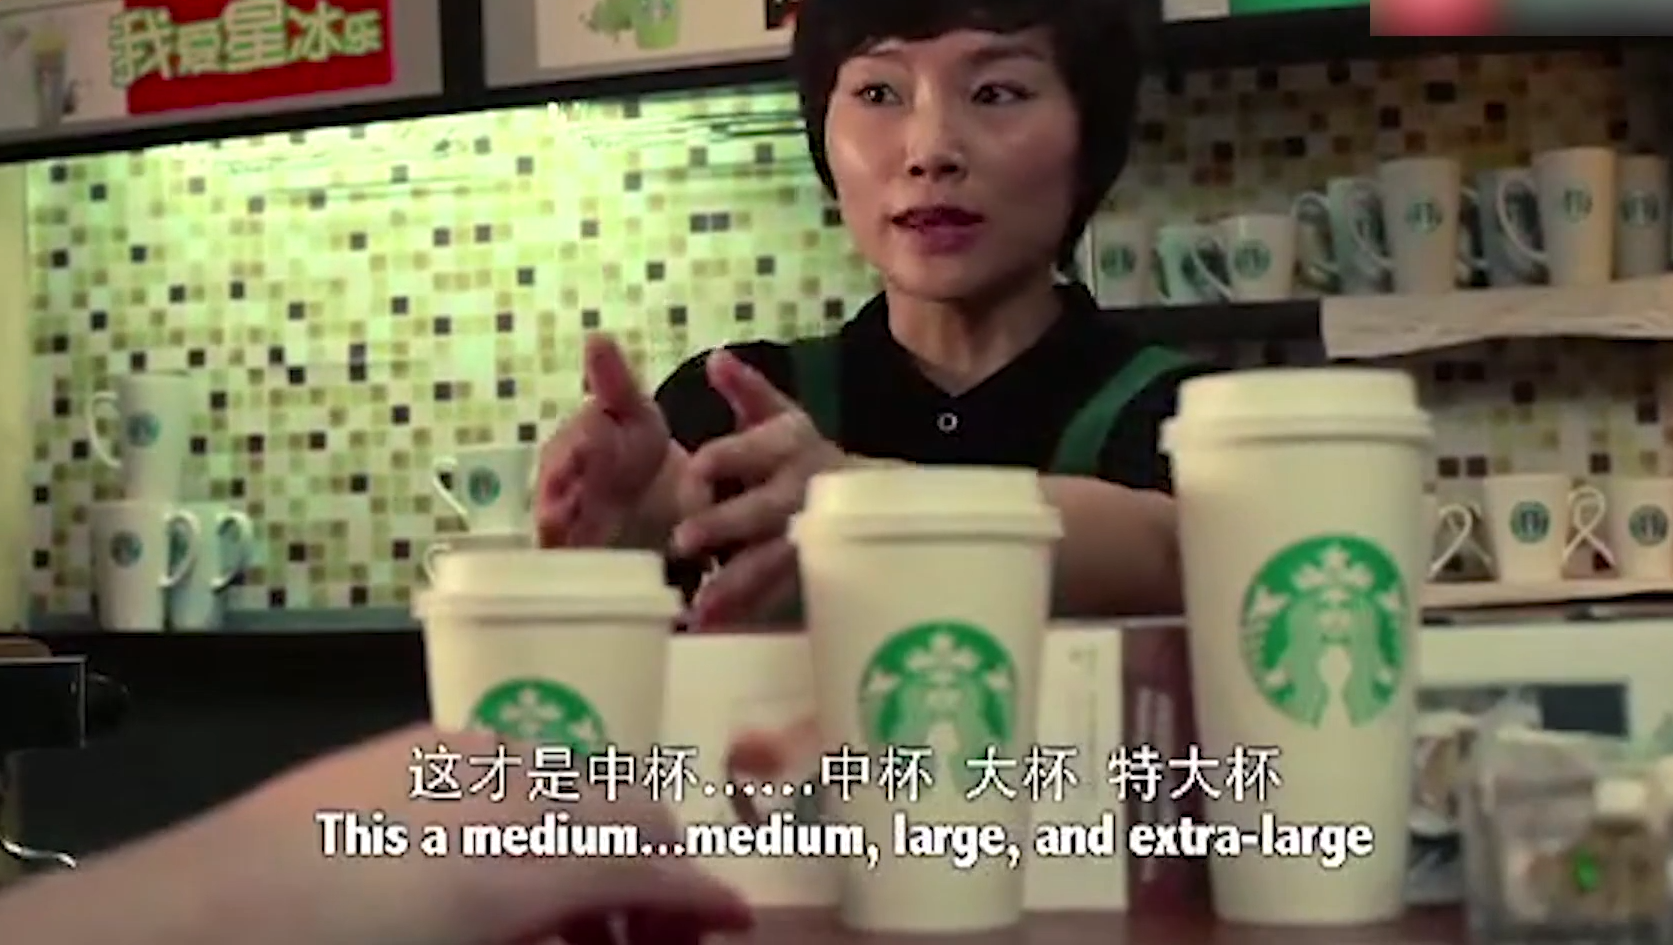 我爱星冰乐
这才是中杯……中杯 大杯 特大杯
This a medium...medium, large, and extra-large